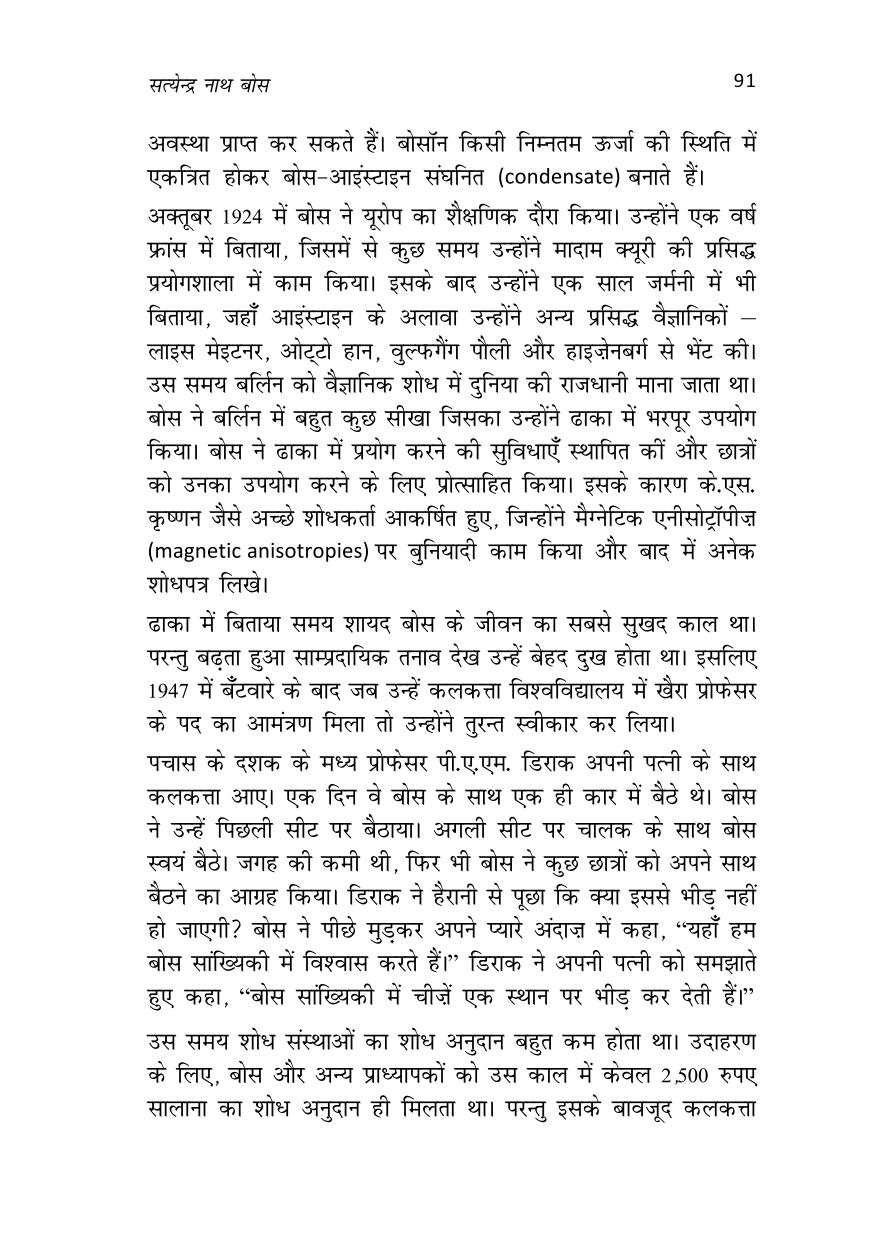 सत्येन्द्र नाथ बोस 91
अवस्था प्राप्त कर सकते हैं। बोसॉन किसी निम्नतम ऊर्जा की स्थिति में
एकत्रित होकर बोस-आइंस्टाइन संघनित (condensate) बनाते हैं।
अक्तूबर 1924 में बोस ने यूरोप का शैक्षणिक दौरा किया। उन्होंने एक वर्ष
फ्रांस में बिताया, जिसमें से कुछ समय उन्होंने मादाम क्यूरी की प्रसिद्ध
प्रयोगशाला में काम किया। इसके बाद उन्होंने एक साल जर्मनी में भी
बिताया, जहाँ आइंस्टाइन के अलावा उन्होंने अन्य प्रसिद्ध वैज्ञानिकों –
लाइस मेइटनर, ओट्टो हान, वुल्फगैंग पौली और हाइज़ेनबर्ग से भेंट की।
उस समय बर्लिन को वैज्ञानिक शोध में दुनिया की राजधानी माना जाता था।
बोस ने बर्लिन में बहुत कुछ सीखा जिसका उन्होंने ढाका में भरपूर उपयोग
किया। बोस ने ढाका में प्रयोग करने की सुविधाएँ स्थापित कीं और छात्रों
को उनका उपयोग करने के लिए प्रोत्साहित किया। इसके कारण के.एस.
कृष्णन जैसे अच्छे शोधकर्ता आकर्षित हुए, जिन्होंने मैग्नेटिक एनीसोट्रॉपीज़
(magnetic anisotropies) पर बुनियादी काम किया और बाद में अनेक
शोधपत्र लिखे।
ढाका में बिताया समय शायद बोस के जीवन का सबसे सुखद काल था।
परन्तु बढ़ता हुआ साम्प्रदायिक तनाव देख उन्हें बेहद दुख होता था। इसलिए
1947 में बँटवारे के बाद जब उन्हें कलकत्ता विश्वविद्यालय में खैरा प्रोफेसर
के पद का आमंत्रण मिला तो उन्होंने तुरन्त स्वीकार कर लिया।
पचास के दशक के मध्य प्रोफेसर पी.ए.एम. डिराक अपनी पत्नी के साथ
कलकत्ता आए। एक दिन वे बोस के साथ एक ही कार में बैठे थे। बोस
ने उन्हें पिछली सीट पर बैठाया। अगली सीट पर चालक के साथ बोस
स्वयं बैठे। जगह की कमी थी, फिर भी बोस ने कुछ छात्रों को अपने साथ
बैठने का आग्रह किया। डिराक ने हैरानी से पूछा कि क्या इससे भीड़ नहीं
हो जाएगी? बोस ने पीछे मुड़कर अपने प्यारे अंदाज़ में कहा, “यहाँ हम
बोस सांख्यिकी में विश्वास करते हैं।” डिराक ने अपनी पत्नी को समझाते
हुए कहा, “बोस सांख्यिकी में चीज़ें एक स्थान पर भीड़ कर देती हैं।”
उस समय शोध संस्थाओं का शोध अनुदान बहुत कम होता था। उदाहरण
के लिए, बोस और अन्य प्राध्यापकों को उस काल में केवल 2,500 रुपए
सालाना का शोध अनुदान ही मिलता था। परन्तु इसके बावजूद कलकत्ता